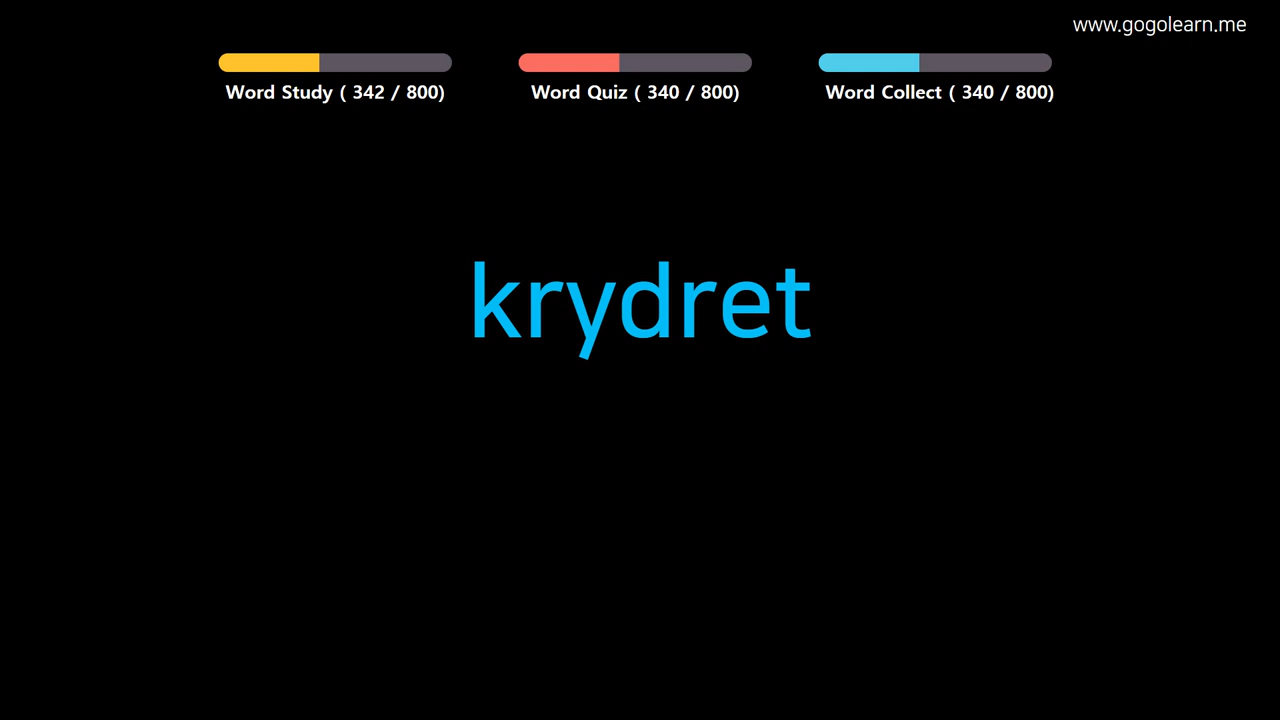 www.gogolearn.me
Word Study ( 342 / 800)
Word Quiz ( 340 / 800)
Word Collect ( 340 / 800)
krydret